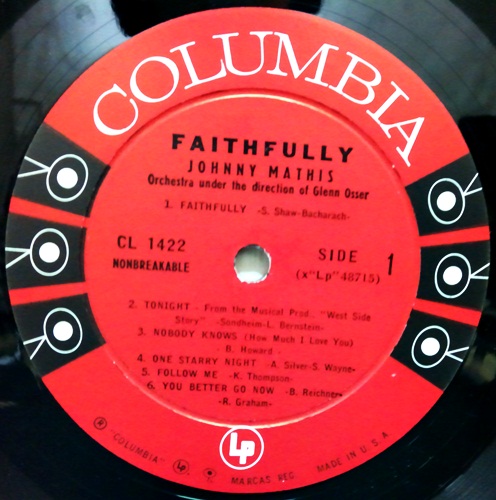 COLUMBIA
FAITHFULLY
JOHNNY MATHIS
Orchestra under the direction of Glenn Osser
1. FAITHFULLY -S. Shaw-Bacharach-
CL 1422
NONBREAKABLE
SIDE 1
(x"Lp"48715)
2. TONIGHT - From the Musical Prod.. "West Side
Story" -Sondheim-L. Bernstein-
3. NOBODY KNOWS (How Much I Love You)
- B. Howard -
4. ONE STARRY NIGHT -A. Silver-S. Wayne-
5. FOLLOW ME -K. Thompson-
6. YOU BETTER GO NOW -B. Reichner-
-R. Graham-
LP
® "COLUMBIA" LP MARCAS REG. MADE IN U.S.A.